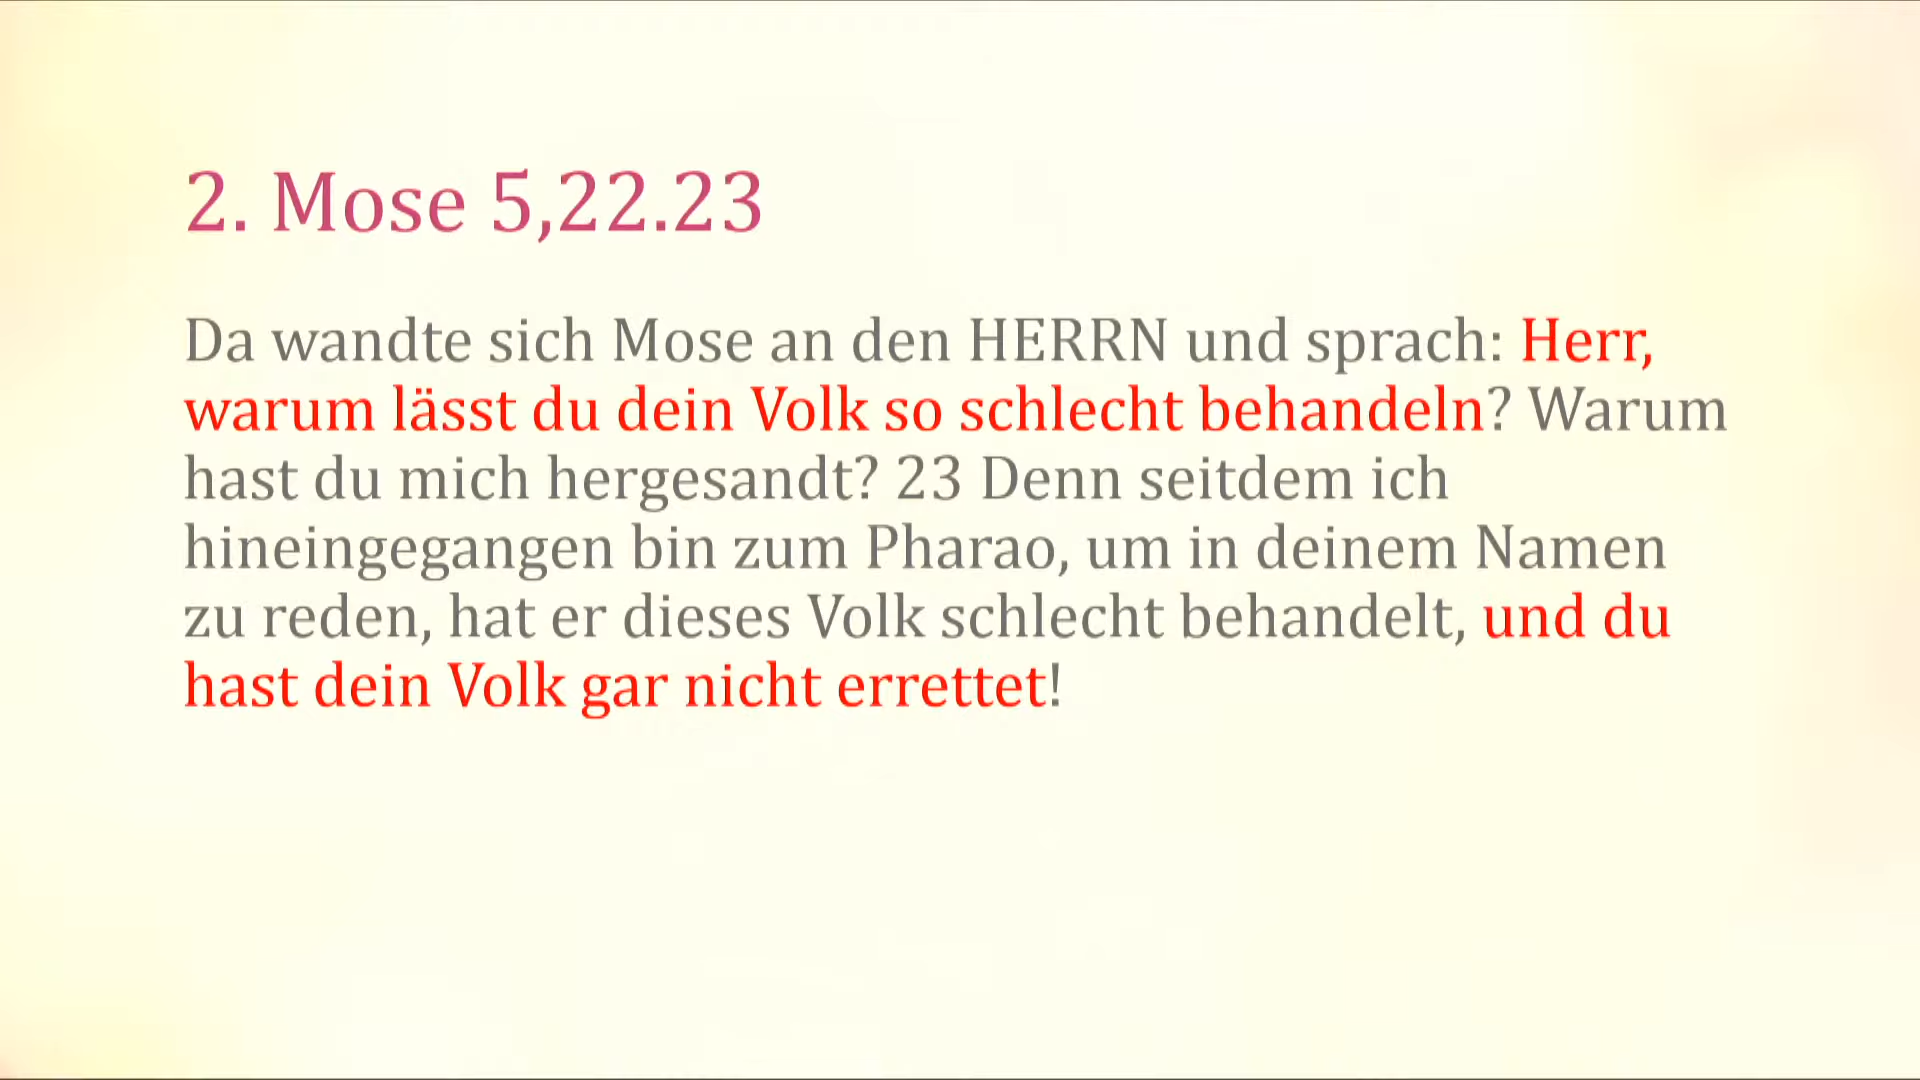 2. Mose 5,22.23
Da wandte sich Mose an den HERRN und sprach: Herr,
warum lässt du dein Volk so schlecht behandeln? Warum
hast du mich hergesandt? 23 Denn seitdem ich
hineingegangen bin zum Pharao, um in deinem Namen
zu reden, hat er dieses Volk schlecht behandelt, und du
hast dein Volk gar nicht errettet!